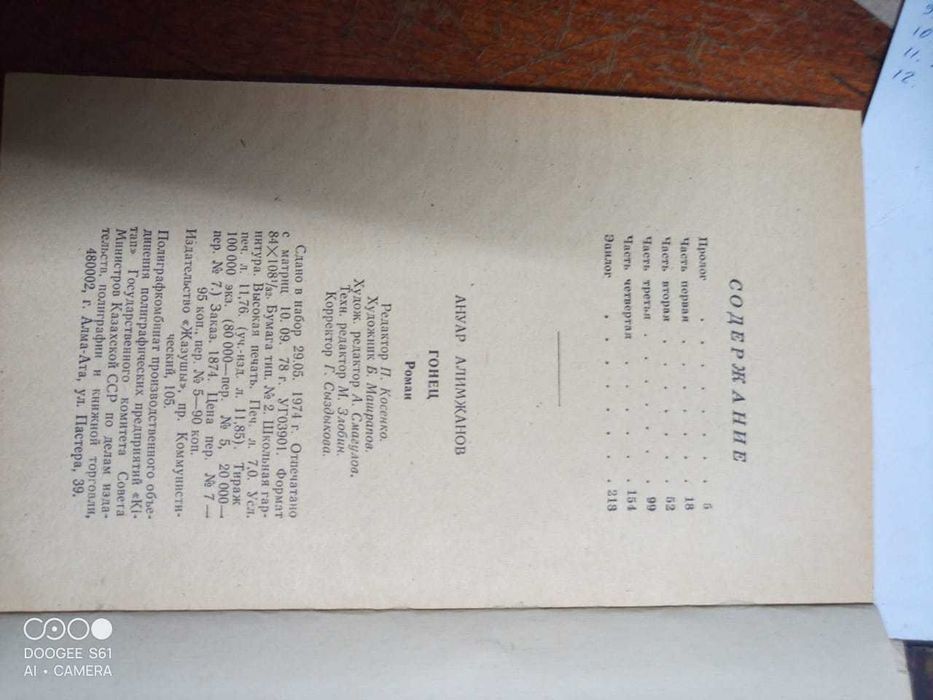 СОДЕРЖАНИЕ
Пролог . . . . . . 5
Часть первая . . . . . 18
Часть вторая . . . . . 52
Часть третья . . . . . 99
Часть четвертая . . . . 154
Эпилог . . . . . . 218
АНУАР АЛИМЖАНОВ
ГОНЕЦ
Роман
Редактор П. Косенко.
Художник Б. Машрапов.
Худож. редактор А. Смагулов.
Техн. редактор М. Злобин.
Корректор Г. Сыздыкова.
Сдано в набор 29.05. 1974 г. Отпечатано
с матриц 10. 09. 78 г. УГ03901. Формат
84×108¹/₃₂. Бумага тип. № 2. Школьная гар-
нитура. Высокая печать. Печ. л. 7,0. Усл.
печ. л. 11,76. (уч.-изд. л. 11,85). Тираж
100 000 экз. (80 000—пер. № 5, 20 000—
пер. № 7.) Заказ. 1874. Цена пер. № 7 —
95 коп., пер. № 5—90 коп.
Издательство «Жазушы», пр. Коммунисти-
ческий, 105.
Полиграфкомбинат производственного объе-
динения полиграфических предприятий «Кі-
тап» Государственного комитета Совета
Министров Казахской ССР по делам изда-
тельств, полиграфии и книжной торговли,
480002, г. Алма-Ата, ул. Пастера, 39.
10
11.
12.
DOOGEE S61
AI • CAMERA